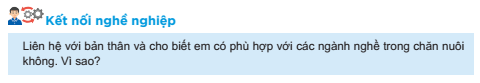 Kết nối nghề nghiệp
Liên hệ với bản thân và cho biết em có phù hợp với các ngành nghề trong chăn nuôi
không. Vì sao?